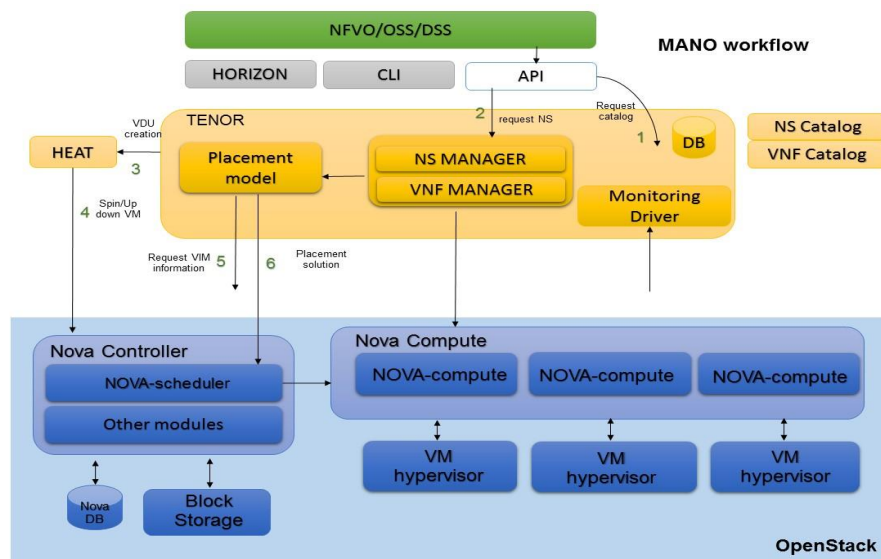 NFVO/OSS/DSS
MANO workflow
HORIZON
CLI
API
2
request NS
Request
catalog
1
VDU
creation
TENOR
DB
NS Catalog
VNF Catalog
HEAT
3
Placement
model
NS MANAGER
VNF MANAGER
Monitoring
Driver
4
Spin/Up
down VM
Request VIM
information
5
6
Placement
solution
Nova Controller
NOVA-scheduler
Other modules
Nova Compute
NOVA-compute
NOVA-compute
NOVA-compute
VM
hypervisor
VM
hypervisor
VM
hypervisor
Nova
DB
Block
Storage
OpenStack